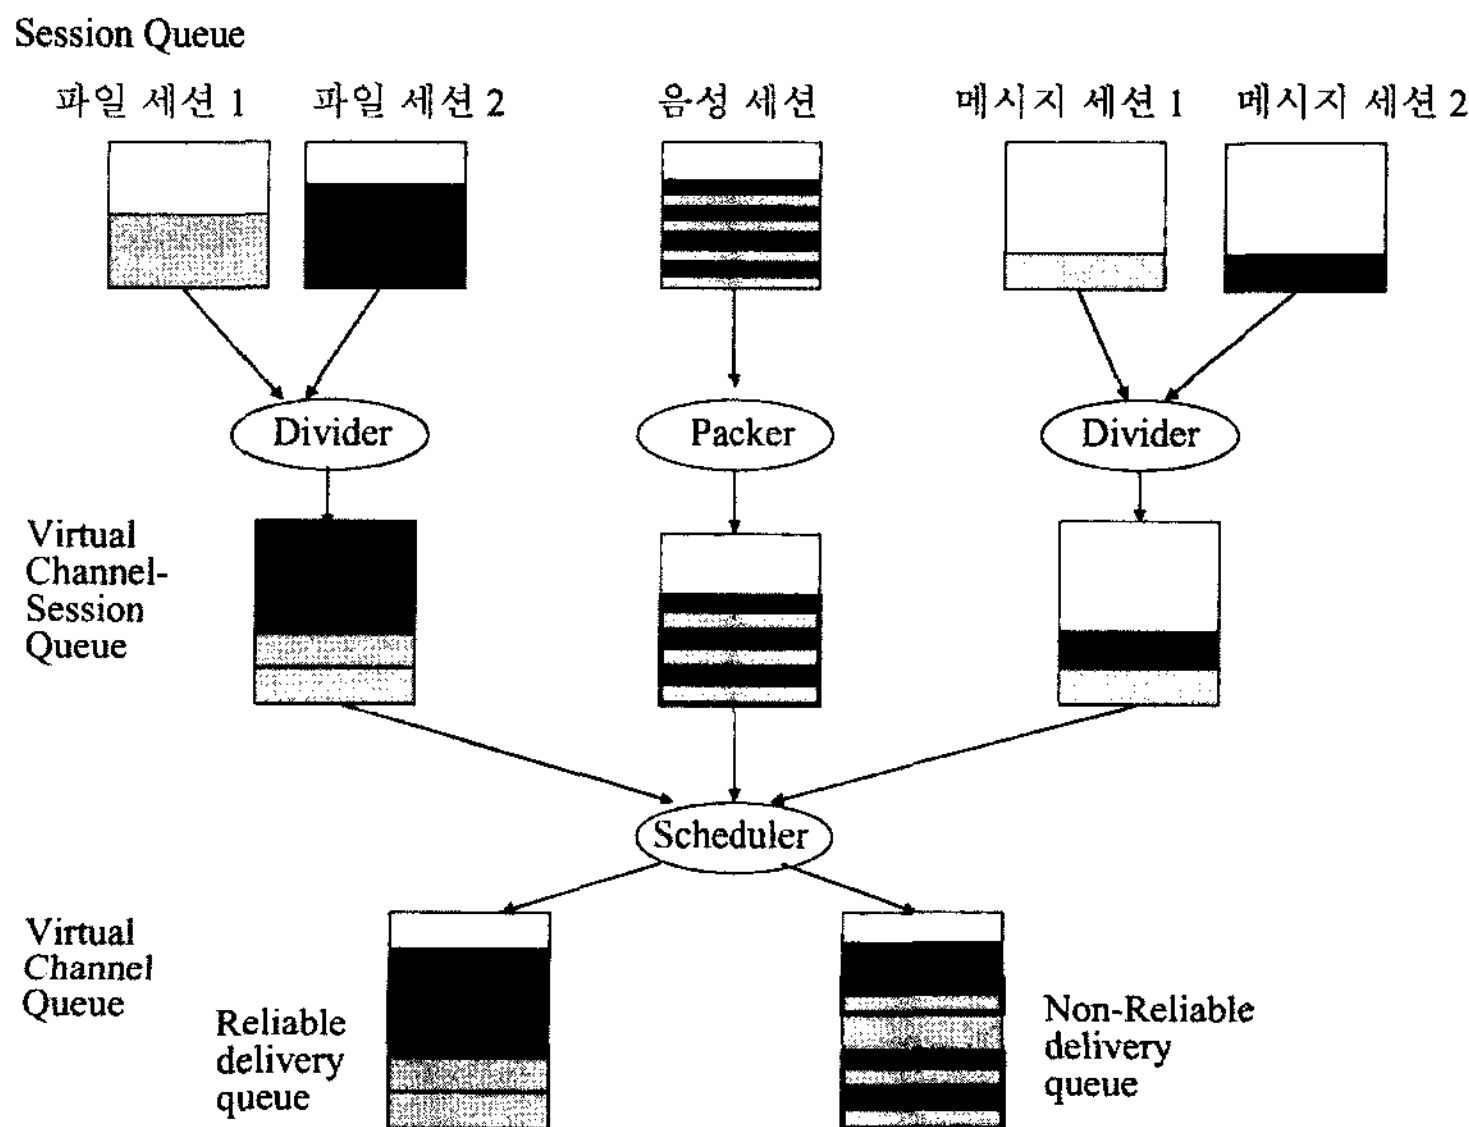 Session Queue
파일 세션 1
파일 세션 2
음성 세션
메시지 세션 1
메시지 세션 2
Divider
Packer
Divider
Virtual
Channel-
Session
Queue
Scheduler
Virtual
Channel
Queue
Reliable
delivery
queue
Non-Reliable
delivery
queue